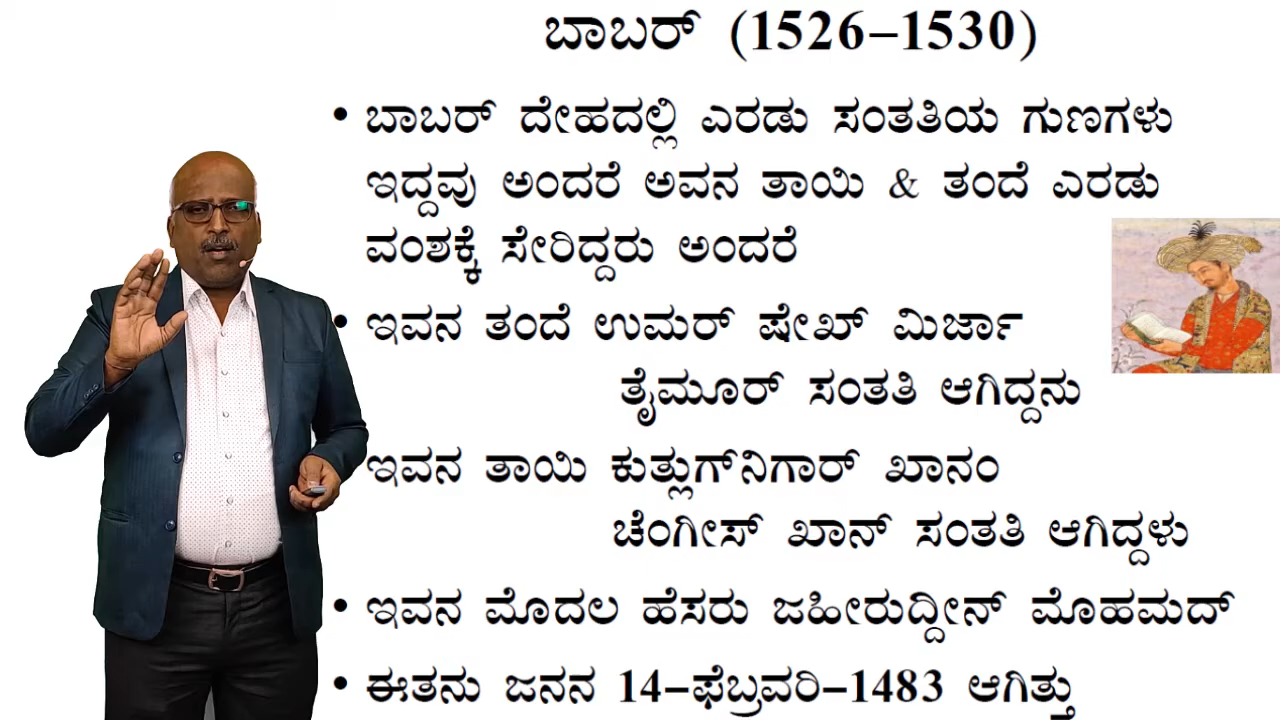 ಬಾಬರ್ (1526–1530)
• ಬಾಬರ್ ದೇಹದಲ್ಲಿ ಎರಡು ಸಂತತಿಯ ಗುಣಗಳು
ಇದ್ದವು ಅಂದರೆ ಅವನ ತಾಯಿ & ತಂದೆ ಎರಡು
ವಂಶಕ್ಕೆ ಸೇರಿದ್ದರು ಅಂದರೆ
• ಇವನ ತಂದೆ ಉಮರ್ ಷೇಖ್ ಮಿರ್ಜಾ
ತೈಮೂರ್ ಸಂತತಿ ಆಗಿದ್ದನು
• ಇವನ ತಾಯಿ ಕುತ್ಲುಗ್‌ನಿಗಾರ್ ಖಾನಂ
ಚೆಂಗೀಸ್ ಖಾನ್ ಸಂತತಿ ಆಗಿದ್ದಳು
• ಇವನ ಮೊದಲ ಹೆಸರು ಜಹೀರುದ್ದೀನ್ ಮೊಹಮದ್
• ಈತನು ಜನನ 14–ಫೆಬ್ರವರಿ–1483 ಆಗಿತ್ತು